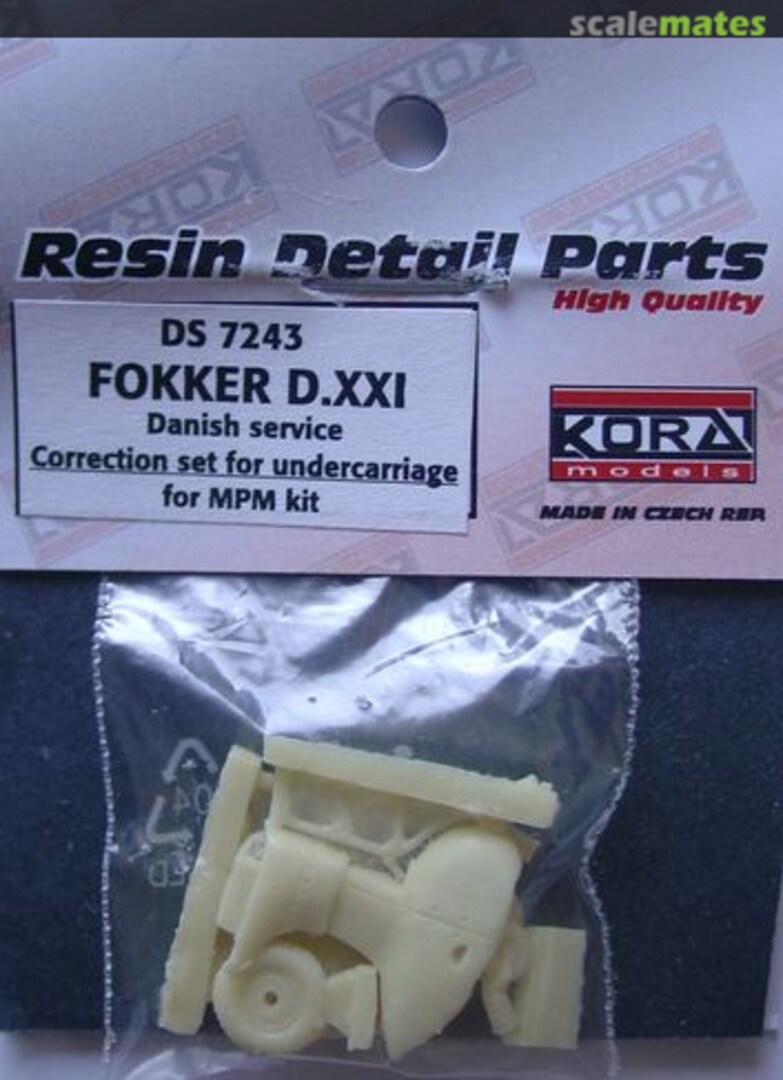 scalemates
Resin Detail Parts
High Quality
DS 7243
FOKKER D.XXI
Danish service
Correction set for undercarriage
for MPM kit
KORA
models
MADE IN CZECH REP.